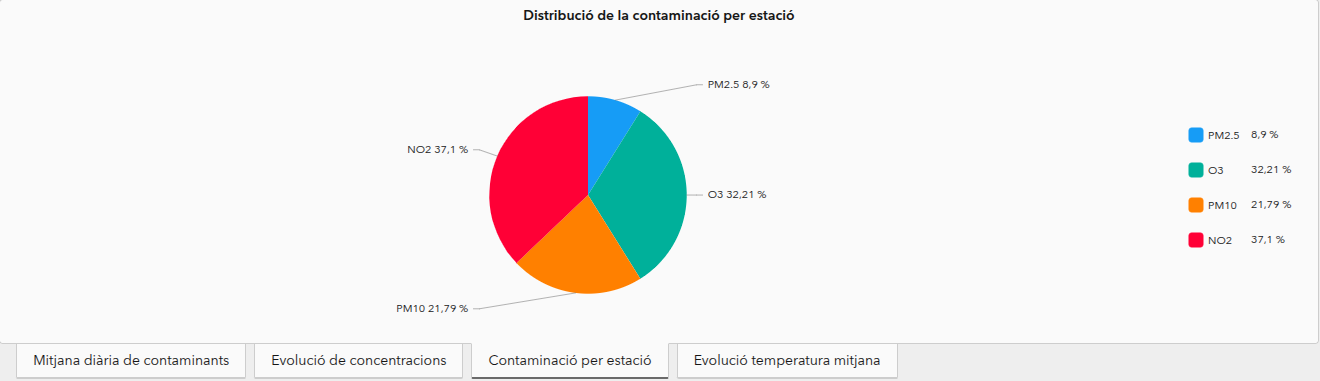 Distribució de la contaminació per estació
PM2.5 8,9 %
NO2 37,1 %
O3 32,21 %
PM10 21,79 %
PM2.5 8,9 %
O3 32,21 %
PM10 21,79 %
NO2 37,1 %
Mitjana diària de contaminants
Evolució de concentracions
Contaminació per estació
Evolució temperatura mitjana